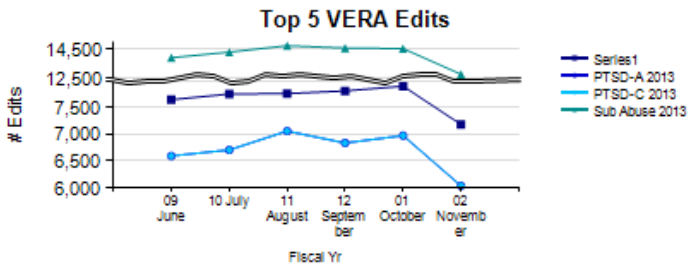 Top 5 VERA Edits
# Edits
14,500
12,500
7,500
7,000
6,500
6,000
09
June
10 July
11
August
12
Septem
ber
01
October
02
Novemb
er
Fiscal Yr
Series1
PTSD-A 2013
PTSD-C 2013
Sub Abuse 2013